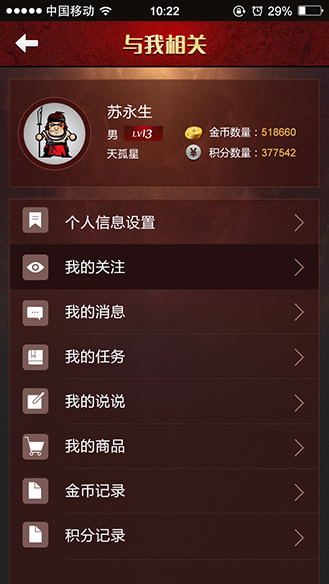 中国移动 10:22 29%
与我相关
苏永生
男 LV13 金币数量：518660
天孤星 ¥ 积分数量：377542
个人信息设置
我的关注
我的消息
我的任务
我的说说
我的商品
金币记录
积分记录